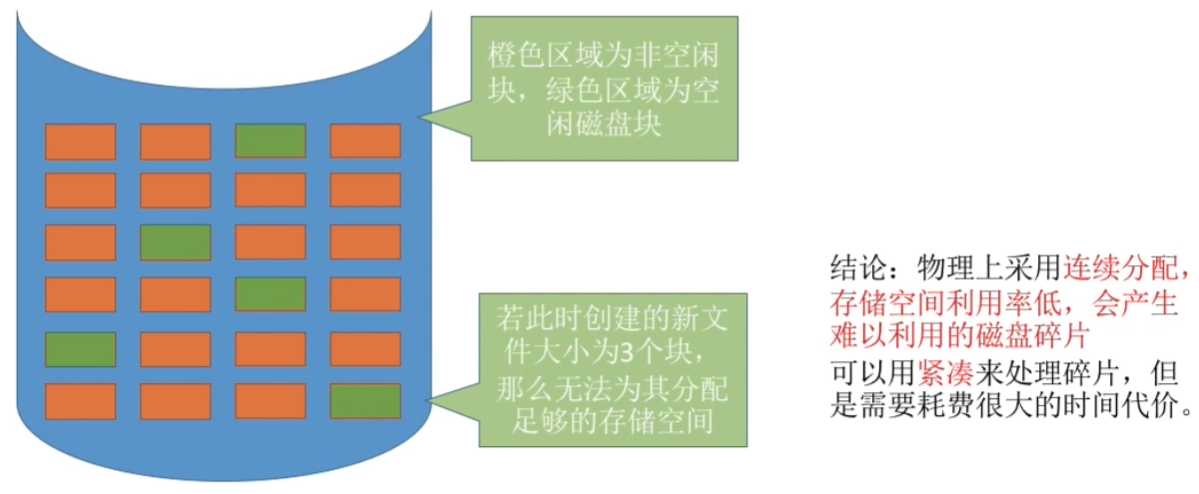 橙色区域为非空闲
块，绿色区域为空
闲磁盘块
若此时创建的新文
件大小为3个块，
那么无法为其分配
足够的存储空间
结论：物理上采用连续分配，
存储空间利用率低，会产生
难以利用的磁盘碎片
可以用紧凑来处理碎片，但
是需要耗费很大的时间代价。